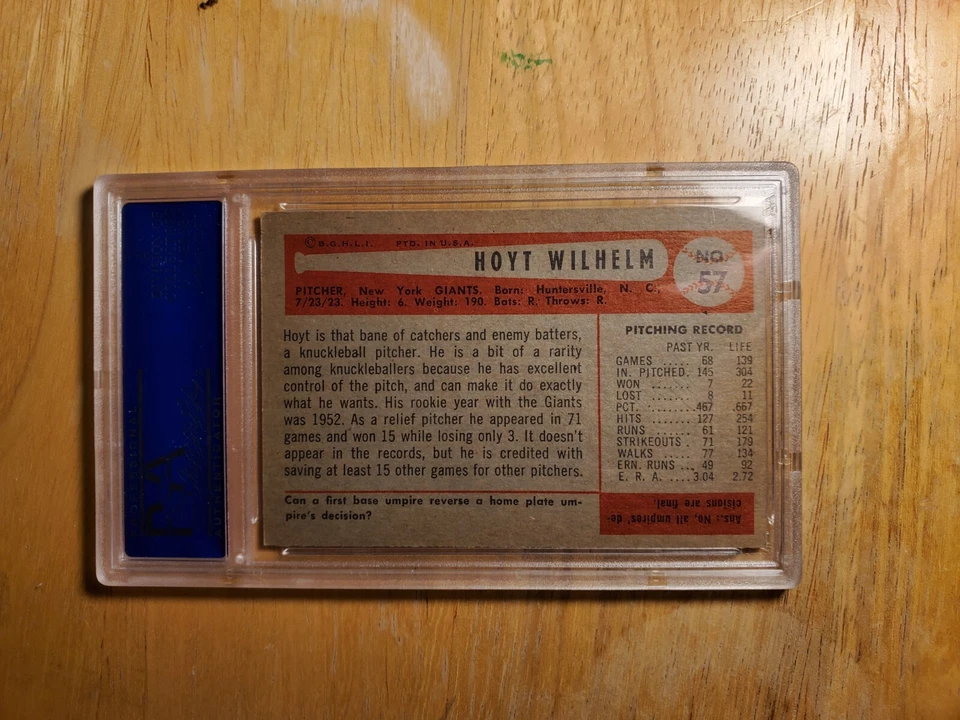 © B.G.H.L.I. PTD. IN U.S.A.
HOYT WILHELM
NO.
57
PITCHER, New York GIANTS. Born: Huntersville, N. C.,
7/23/23. Height: 6. Weight: 190. Bats: R. Throws: R.
Hoyt is that bane of catchers and enemy batters,
a knuckleball pitcher. He is a bit of a rarity
among knuckleballers because he has excellent
control of the pitch, and can make it do exactly
what he wants. His rookie year with the Giants
was 1952. As a relief pitcher he appeared in 71
games and won 15 while losing only 3. It doesn't
appear in the records, but he is credited with
saving at least 15 other games for other pitchers.
PITCHING RECORD
PAST YR. LIFE
GAMES ..... 68 139
IN. PITCHED. 145 304
WON ....... 7 22
LOST ....... 8 11
PCT. ........467 .667
HITS ....... 127 254
RUNS ...... 61 121
STRIKEOUTS . 71 179
WALKS ..... 77 134
ERN. RUNS ... 49 92
E. R. A. ....3.04 2.72
Can a first base umpire reverse a home plate um-
pire's decision?
Ans.: No, all umpires' de-
cisions are final.
PSA
PROFESSIONAL
AUTHENTICATOR